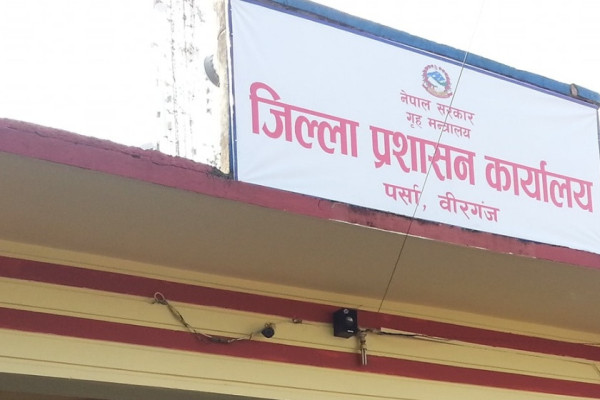 नेपाल सरकार
गृह मन्त्रालय
जिल्ला प्रशासन कार्यालय
पर्सा, वीरगंज